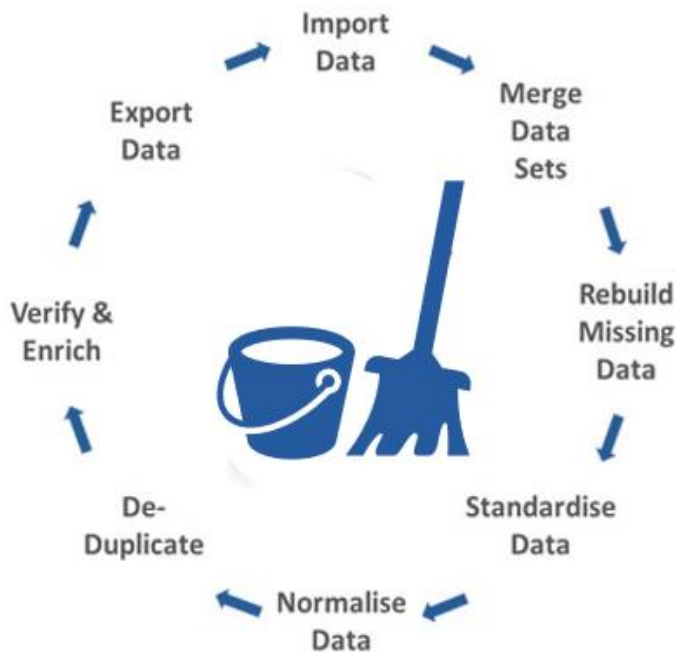 Import
Data
Merge
Data
Sets
Rebuild
Missing
Data
Standardise
Data
Normalise
Data
De-
Duplicate
Verify &
Enrich
Export
Data